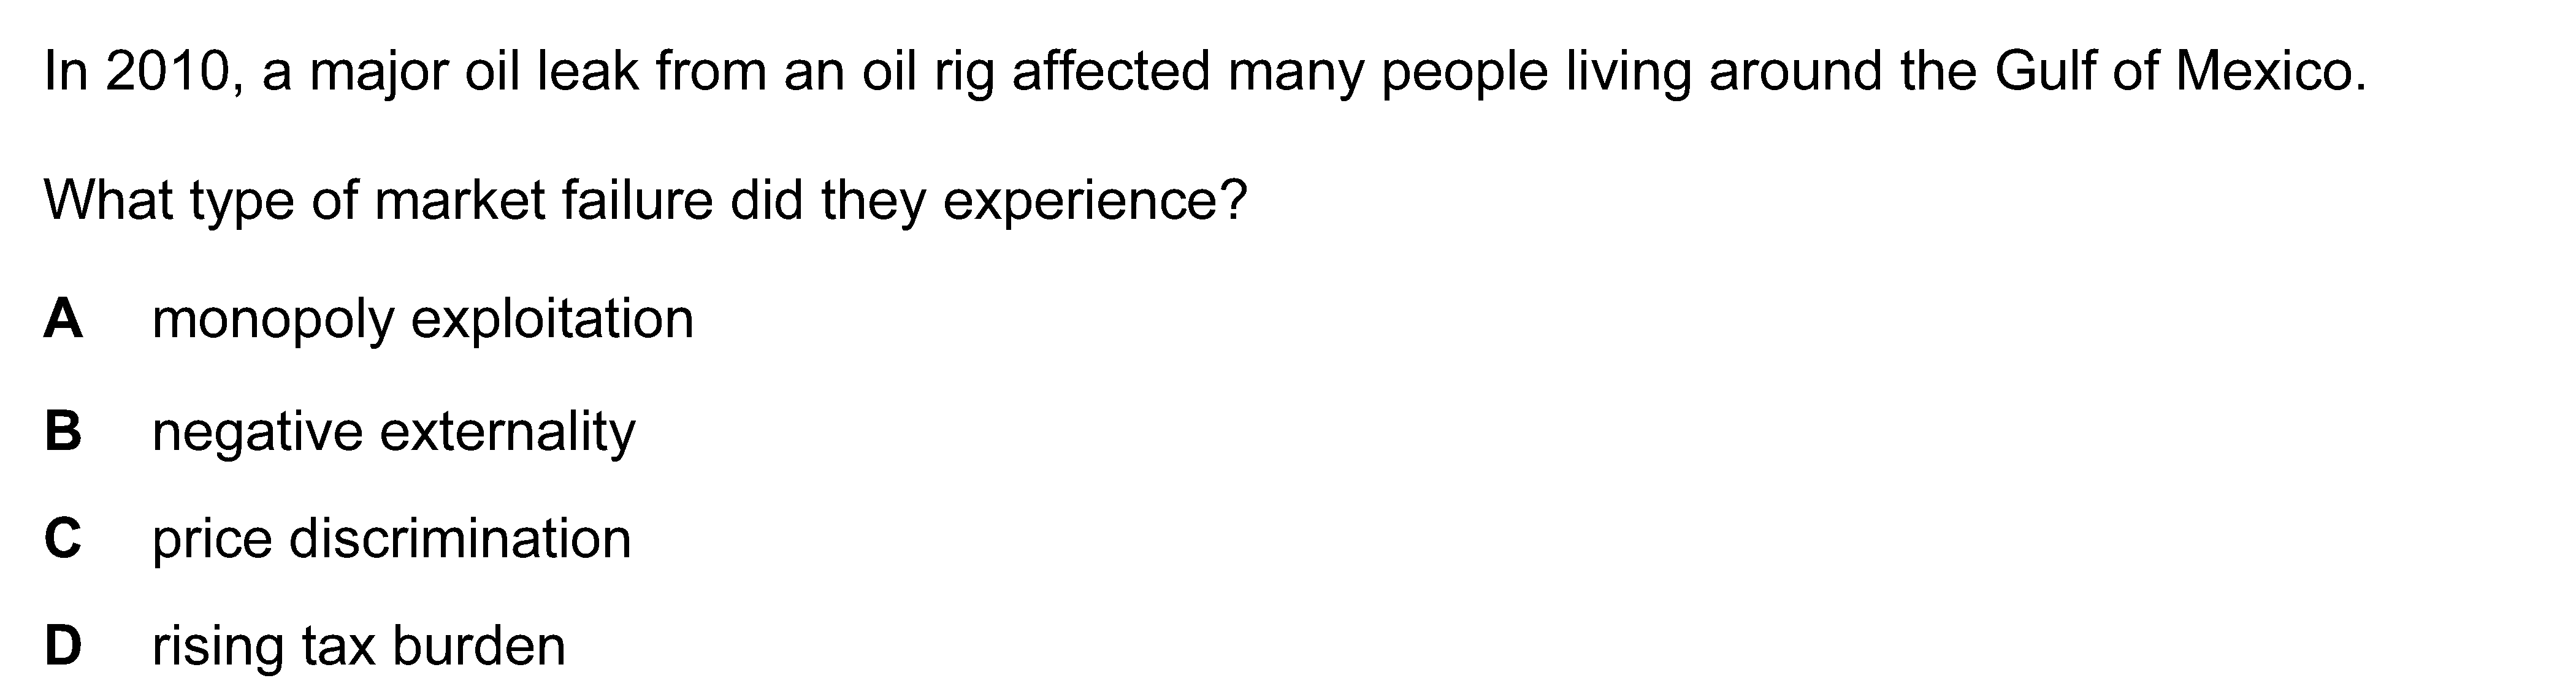 In 2010, a major oil leak from an oil rig affected many people living around the Gulf of Mexico.
What type of market failure did they experience?
A monopoly exploitation
B negative externality
C price discrimination
D rising tax burden